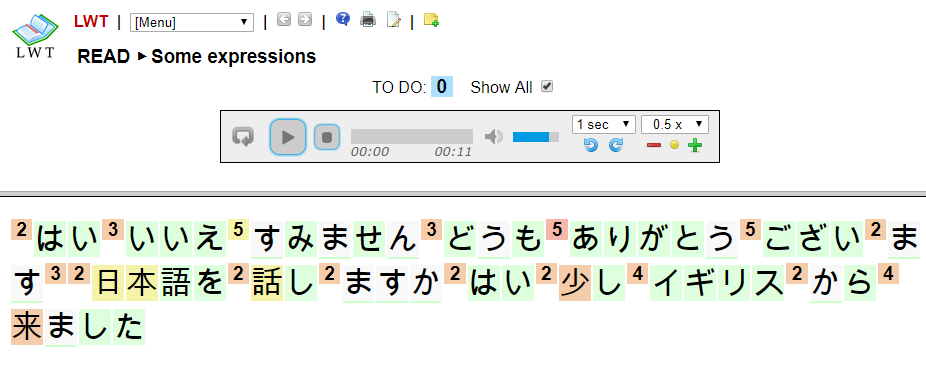 LWT | [Menu] | | |
LWT
READ ▸ Some expressions
TO DO: 0 Show All
1 sec 0.5 x
00:00 00:11
2はい3いいえ5すみません3どうも5ありがとう5ござい2ま
す3 2日本語を2話し2ますか2はい2少し4イギリス2から4
来ました